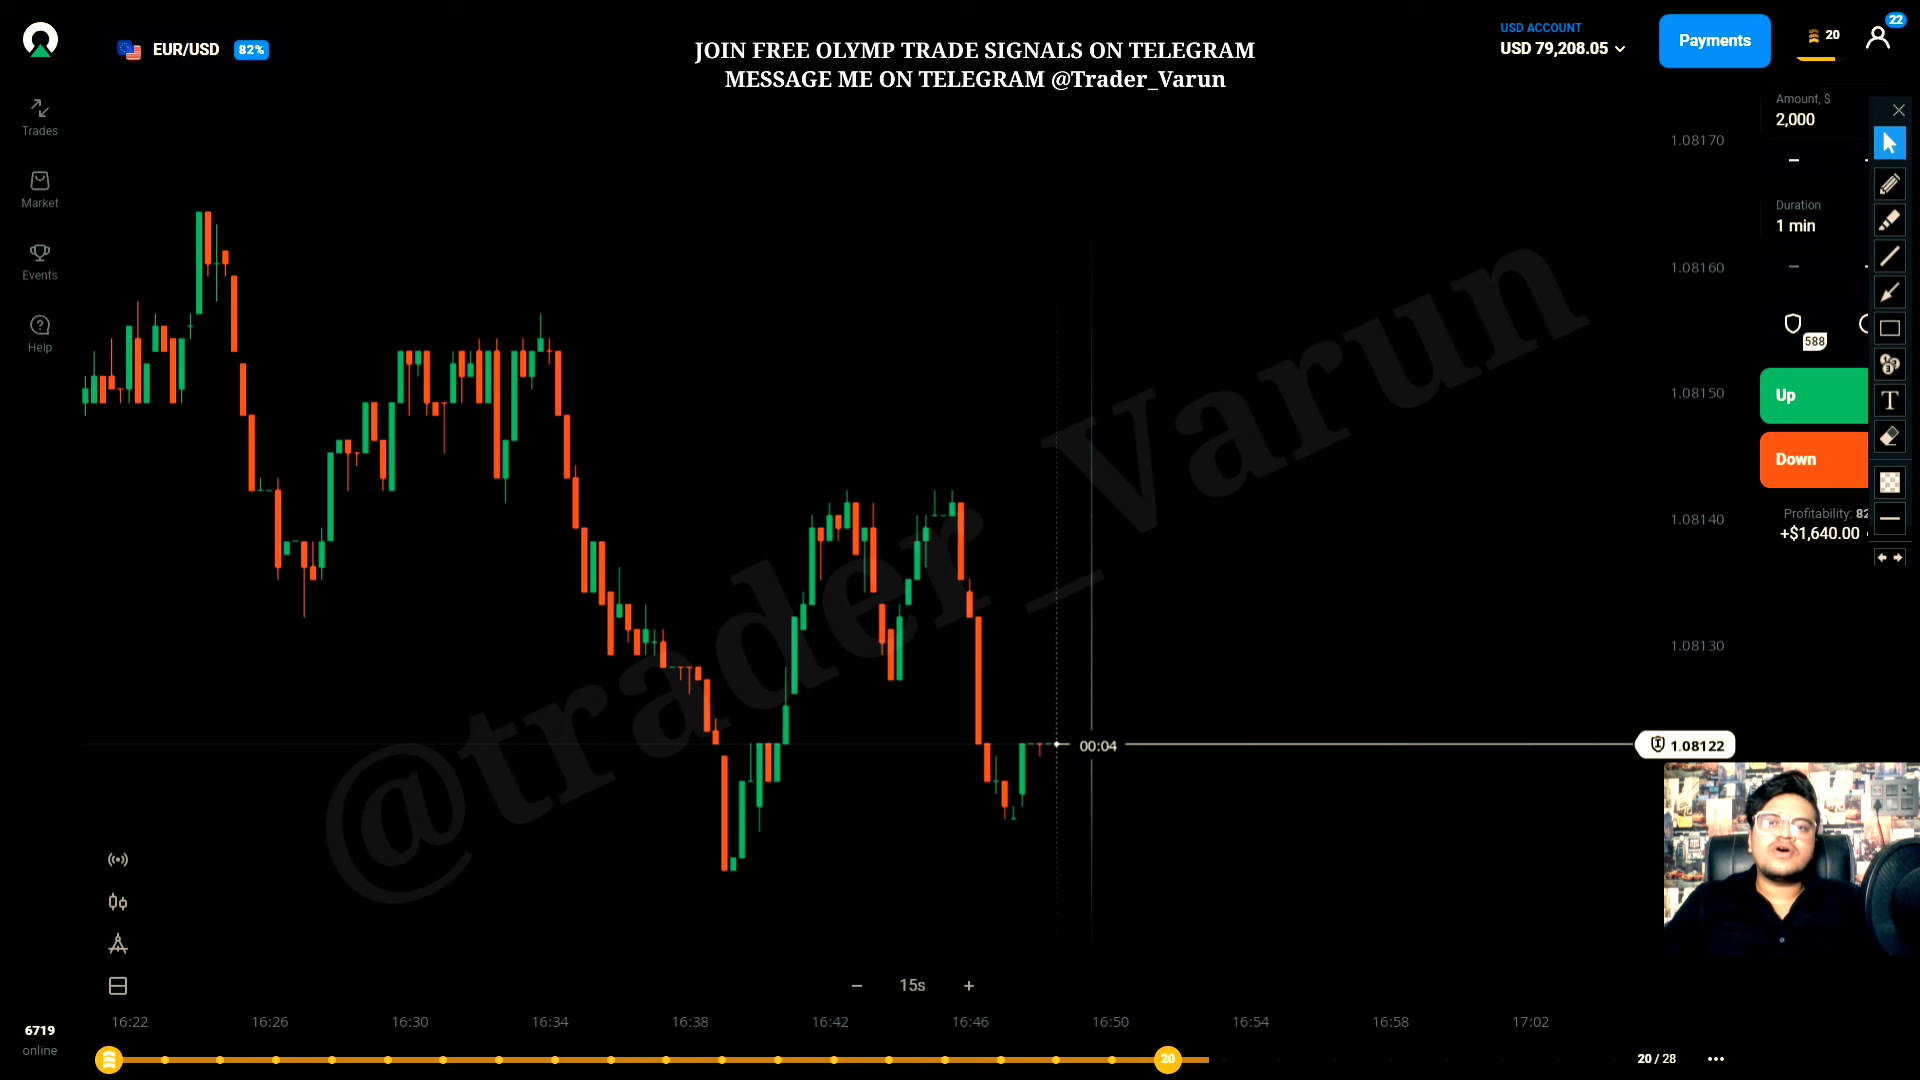 EUR/USD 82%
JOIN FREE OLYMP TRADE SIGNALS ON TELEGRAM
MESSAGE ME ON TELEGRAM @Trader_Varun
USD ACCOUNT
USD 79,208.05
Payments
20
22
Trades
Market
Events
Help
Amount, $
2,000
Duration
1 min
588
Up
Down
Profitability: 82
+$1,640.00
T
1.08170
1.08160
1.08150
1.08140
1.08130
1.08122
00:04
@trader_Varun
15s
16:22 16:26 16:30 16:34 16:38 16:42 16:46 16:50 16:54 16:58 17:02
6719
online
20
20 / 28